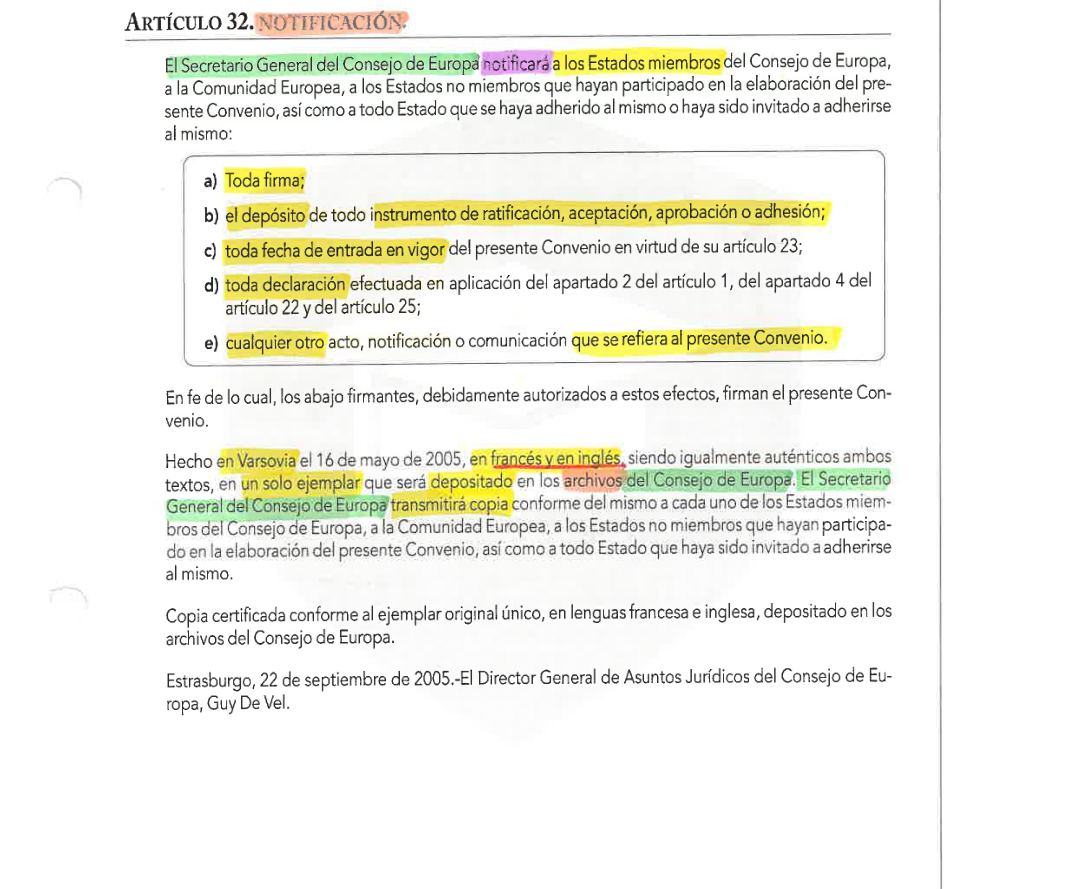 ARTÍCULO 32. NOTIFICACIÓN.
El Secretario General del Consejo de Europa notificará a los Estados miembros del Consejo de Europa,
a la Comunidad Europea, a los Estados no miembros que hayan participado en la elaboración del pre-
sente Convenio, así como a todo Estado que se haya adherido al mismo o haya sido invitado a adherirse
al mismo:
a) Toda firma;
b) el depósito de todo instrumento de ratificación, aceptación, aprobación o adhesión;
c) toda fecha de entrada en vigor del presente Convenio en virtud de su artículo 23;
d) toda declaración efectuada en aplicación del apartado 2 del artículo 1, del apartado 4 del
artículo 22 y del artículo 25;
e) cualquier otro acto, notificación o comunicación que se refiera al presente Convenio.
En fe de lo cual, los abajo firmantes, debidamente autorizados a estos efectos, firman el presente Con-
venio.
Hecho en Varsovia el 16 de mayo de 2005, en francés y en inglés, siendo igualmente auténticos ambos
textos, en un solo ejemplar que será depositado en los archivos del Consejo de Europa. El Secretario
General del Consejo de Europa transmitirá copia conforme del mismo a cada uno de los Estados miem-
bros del Consejo de Europa, a la Comunidad Europea, a los Estados no miembros que hayan participa-
do en la elaboración del presente Convenio, así como a todo Estado que haya sido invitado a adherirse
al mismo.
Copia certificada conforme al ejemplar original único, en lenguas francesa e inglesa, depositado en los
archivos del Consejo de Europa.
Estrasburgo, 22 de septiembre de 2005.-El Director General de Asuntos Jurídicos del Consejo de Eu-
ropa, Guy De Vel.